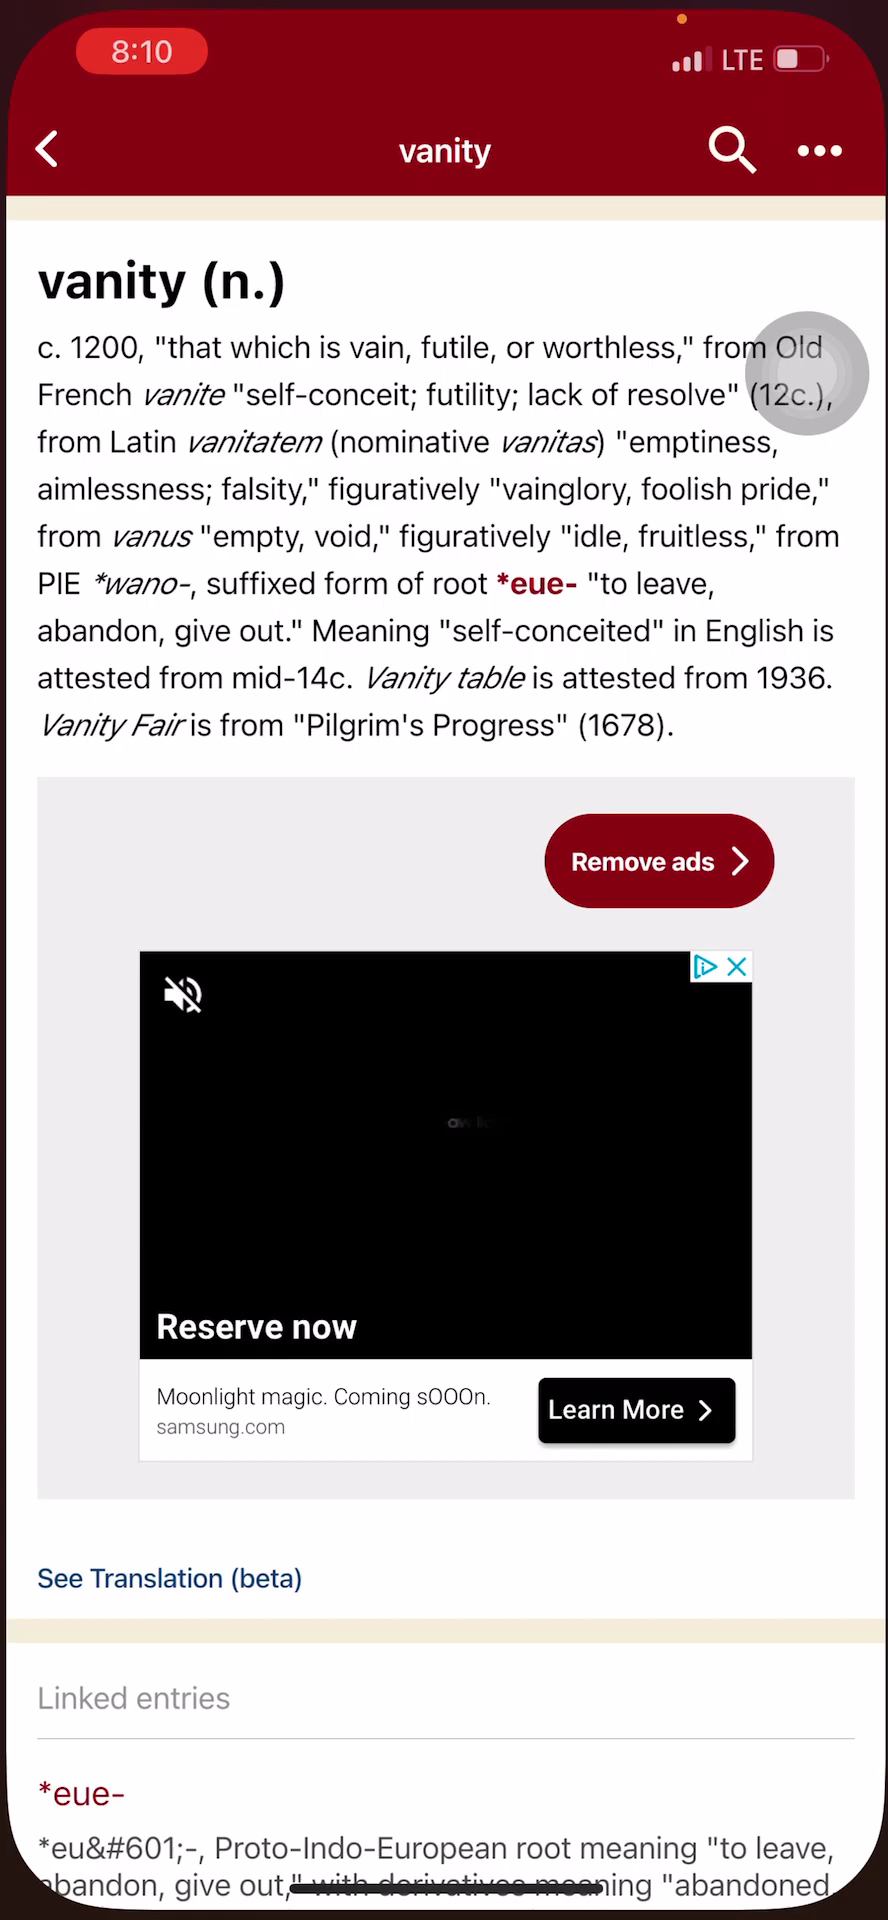 8:10
LTE
vanity
vanity (n.)
c. 1200, "that which is vain, futile, or worthless," from Old
French vanite "self-conceit; futility; lack of resolve" (12c.),
from Latin vanitatem (nominative vanitas) "emptiness,
aimlessness; falsity," figuratively "vainglory, foolish pride,"
from vanus "empty, void," figuratively "idle, fruitless," from
PIE *wano-, suffixed form of root *eue- "to leave,
abandon, give out." Meaning "self-conceited" in English is
attested from mid-14c. Vanity table is attested from 1936.
Vanity Fair is from "Pilgrim's Progress" (1678).
Remove ads
Reserve now
Moonlight magic. Coming sOOOn.
samsung.com
Learn More
See Translation (beta)
Linked entries
*eue-
*eu&#601;-, Proto-Indo-European root meaning "to leave,
abandon, give out," with derivatives meaning "abandoned,